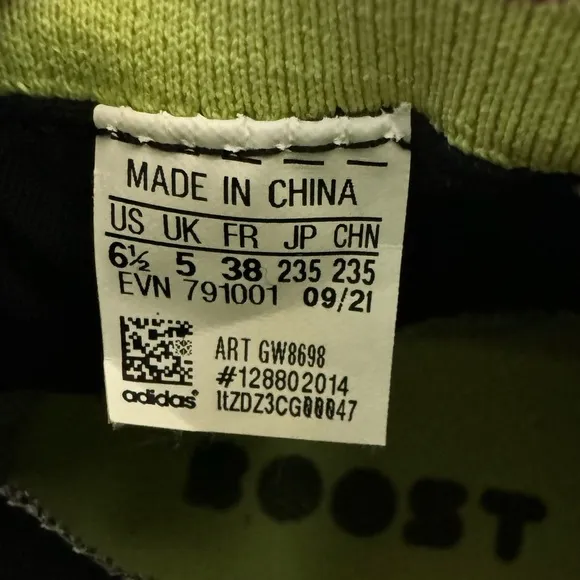 MADE IN CHINA
US UK FR JP CHN
6½ 5 38 235 235
EVN 791001 09/21
ART GW8698
#128802014
adidas
BOOST